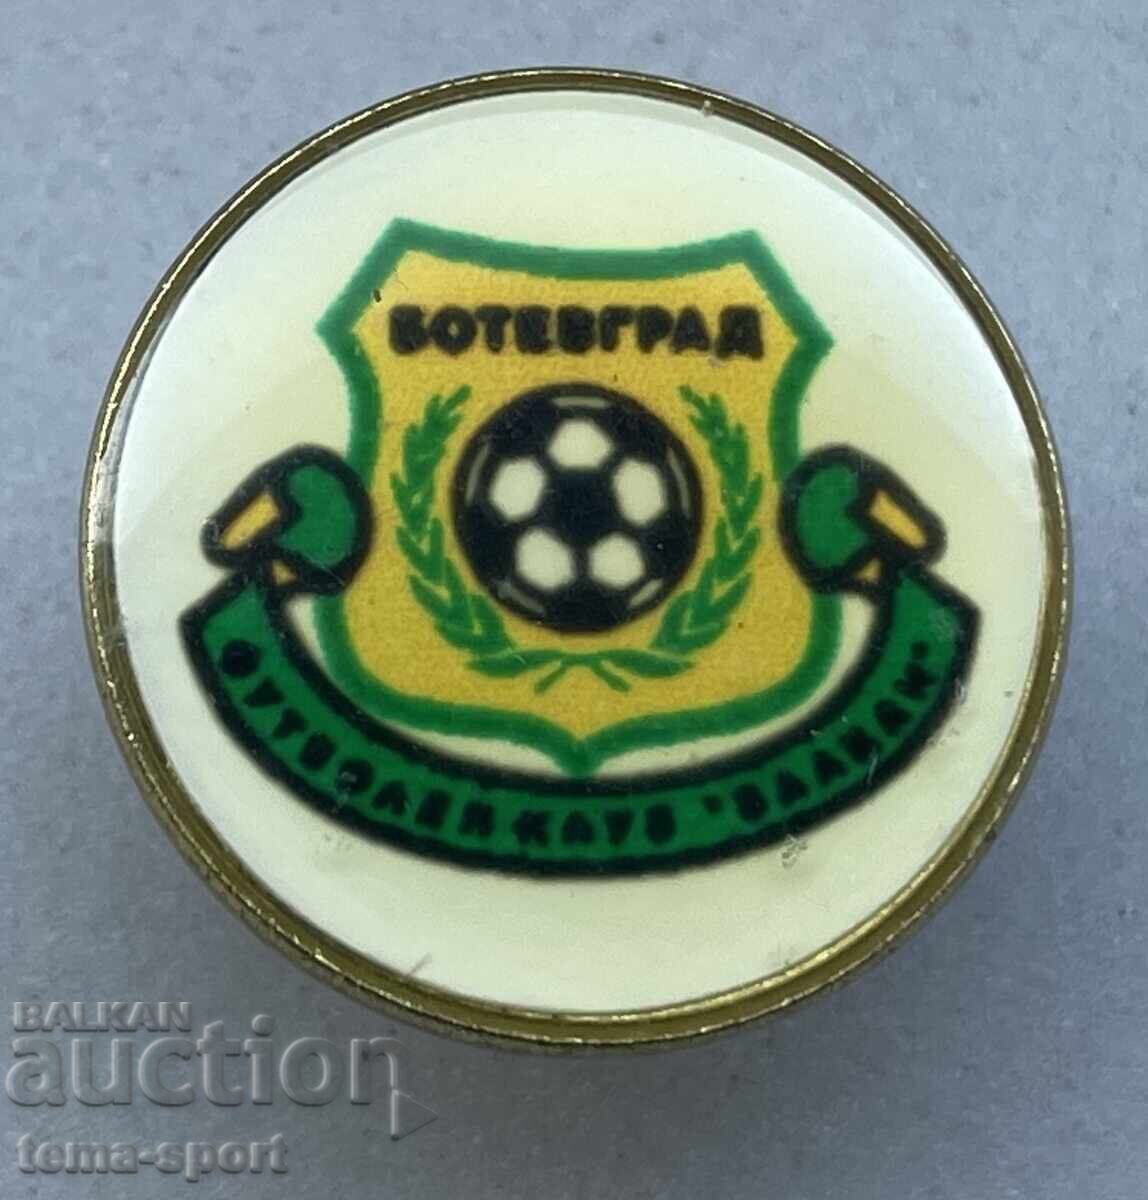 БОТЕВГРАД
ФУТБОЛЕН КЛУБ "БАЛКАН"
BALKAN
auction
tema-sport